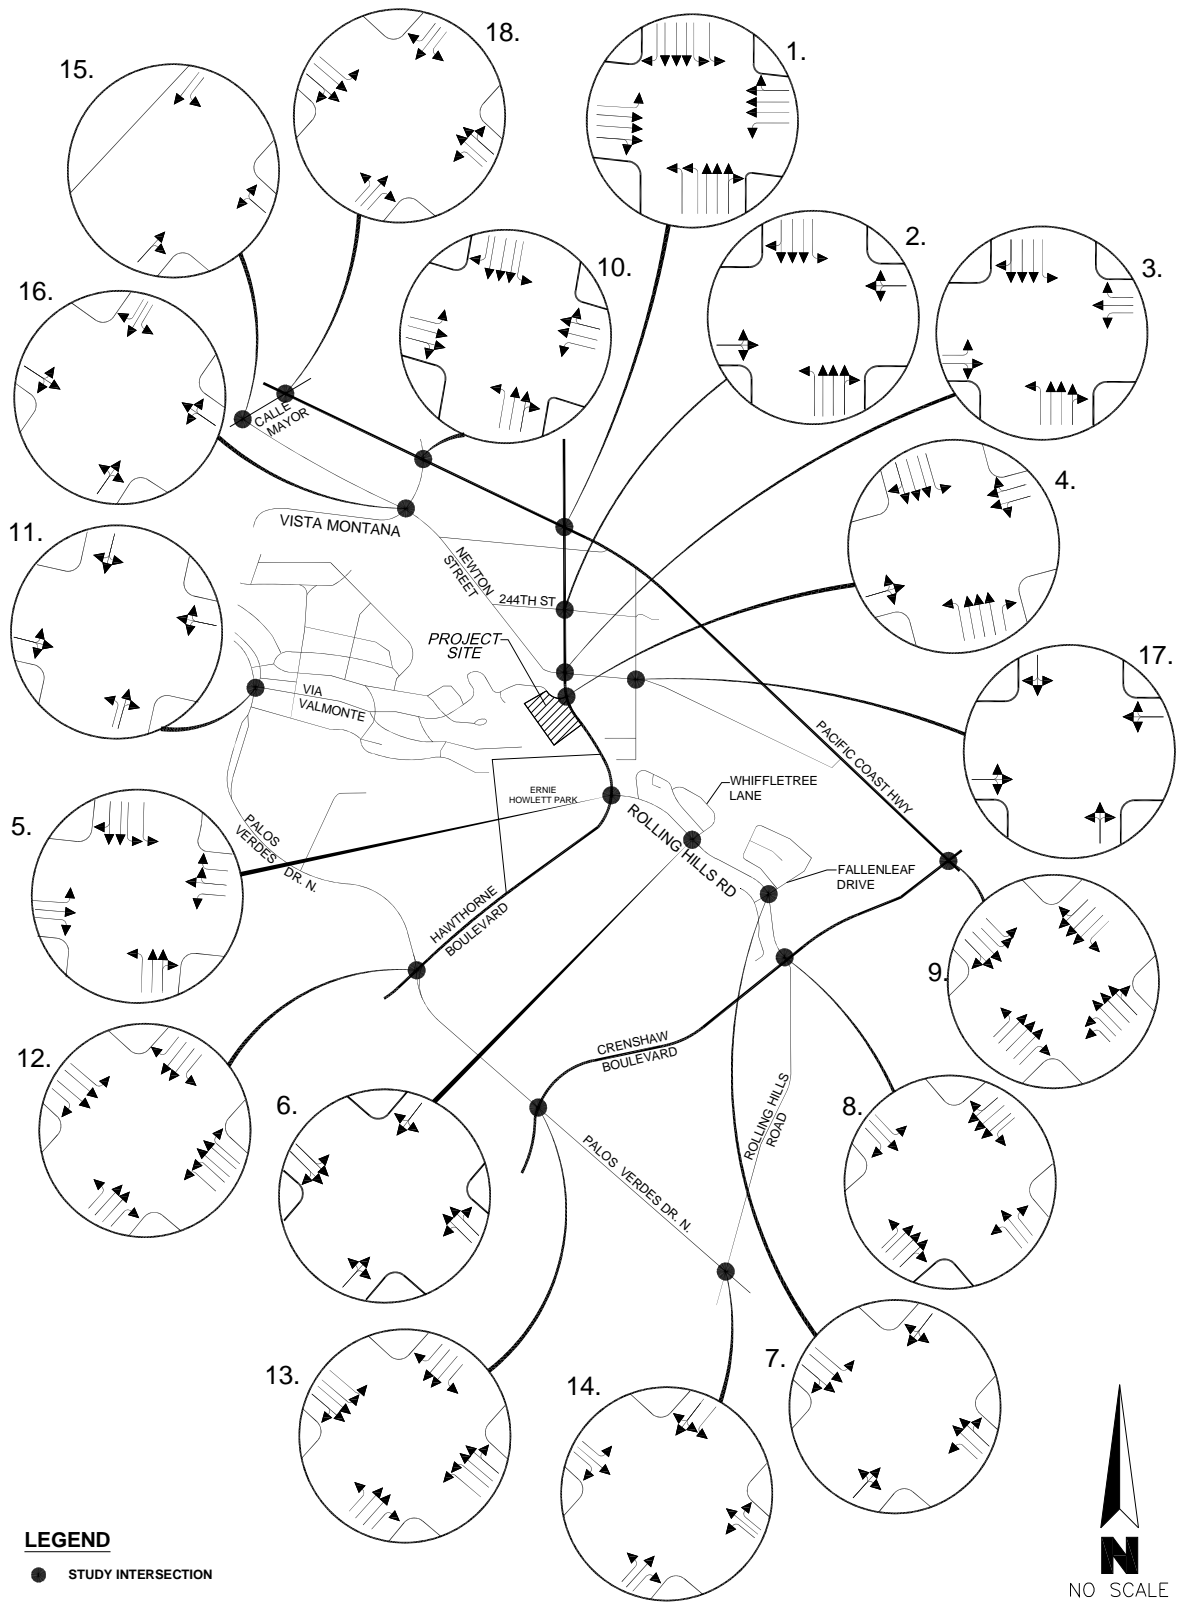 18.
1.
15.
2.
10.
3.
16.
CALLE
MAYOR
4.
11.
VISTA MONTANA
NEWTON
STREET
244TH ST
PROJECT
SITE
17.
VIA
VALMONTE
PACIFIC COAST HWY
WHIFFLETREE
LANE
ERNIE
HOWLETT PARK
5.
ROLLING HILLS RD
PALOS
VERDES
DR. N.
FALLENLEAF
DRIVE
HAWTHORNE
BOULEVARD
9.
12.
CRENSHAW
BOULEVARD
6.
8.
ROLLING HILLS
ROAD
PALOS VERDES DR. N.
7.
13.
14.
LEGEND
STUDY INTERSECTION
N
NO SCALE